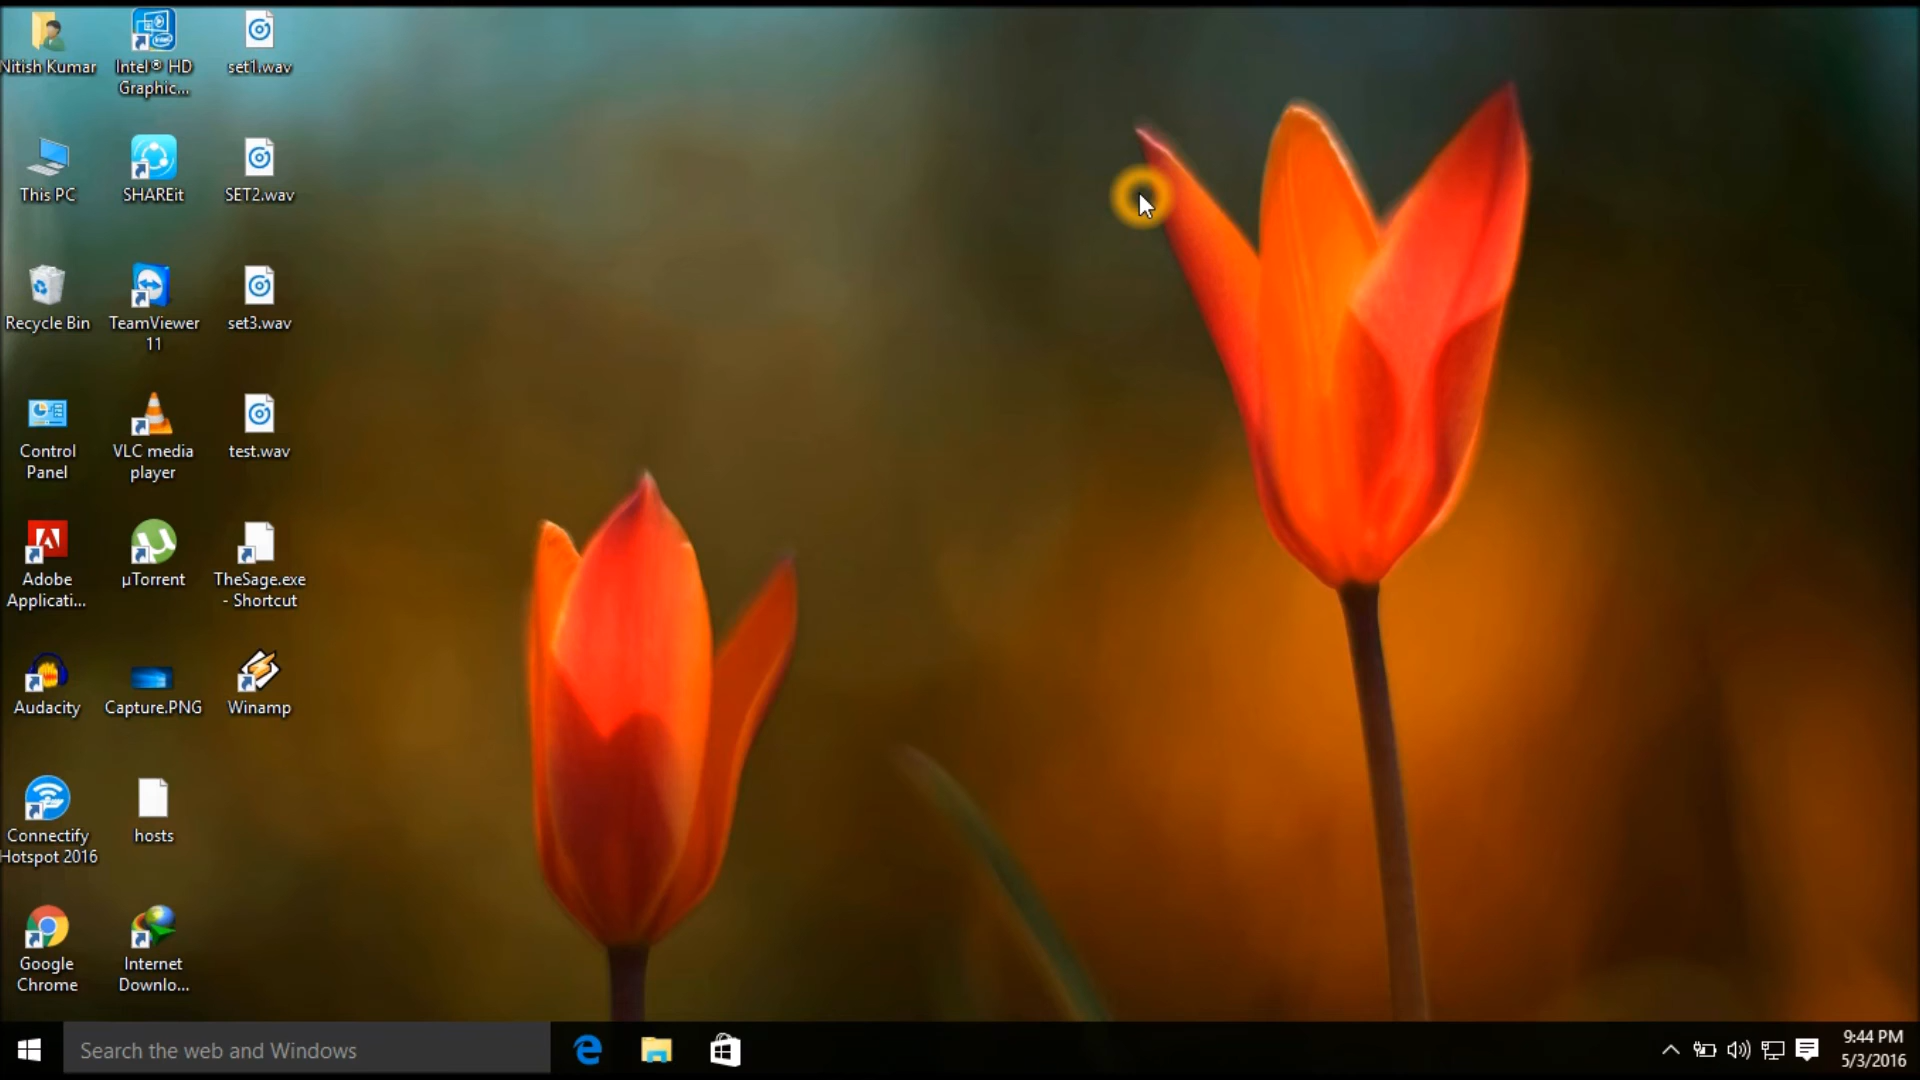 Nitish Kumar
Intel® HD
Graphic...
set1.wav
This PC
SHAREit
SET2.wav
Recycle Bin
TeamViewer
11
set3.wav
Control
Panel
VLC media
player
test.wav
Adobe
Applicati...
µTorrent
TheSage.exe
- Shortcut
Audacity
Capture.PNG
Winamp
Connectify
Hotspot 2016
hosts
Google
Chrome
Internet
Downlo...
Search the web and Windows
9:44 PM
5/3/2016